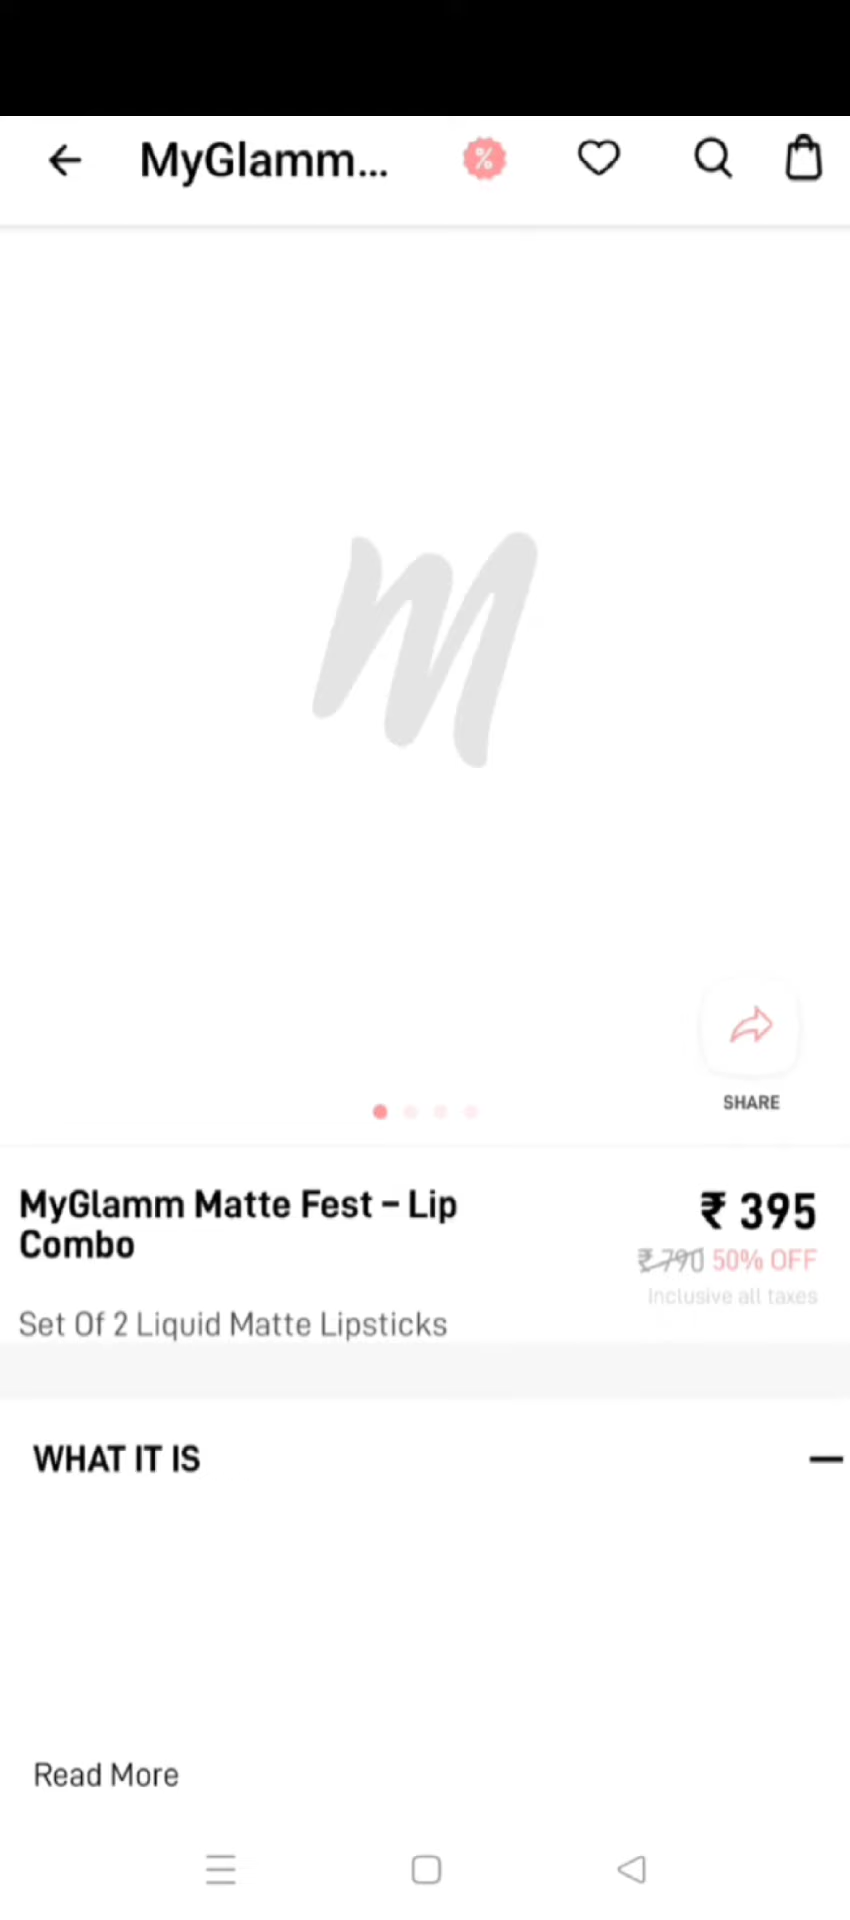 MyGlamm...
SHARE
MyGlamm Matte Fest – Lip
Combo
₹ 395
₹ 790 50% OFF
Inclusive all taxes
Set Of 2 Liquid Matte Lipsticks
WHAT IT IS
Read More